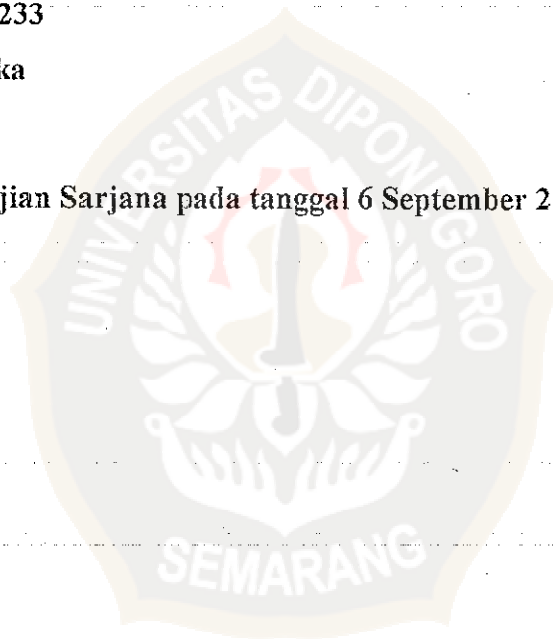 233
ka
jian Sarjana pada tanggal 6 September 2
UNIVERSITAS DIPONEGORO
SEMARANG